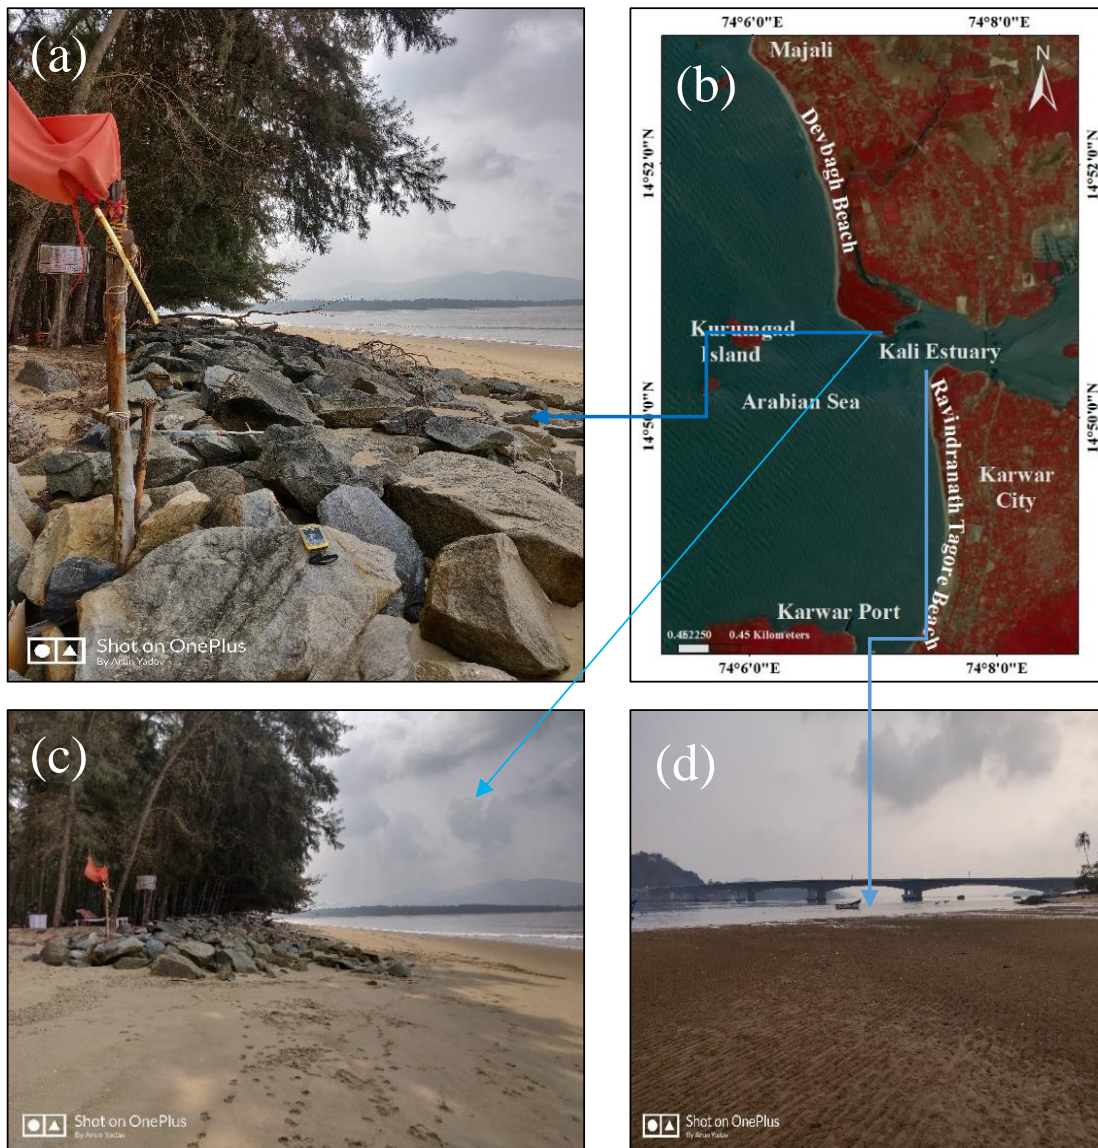 (a)
Shot on OnePlus
By Arun Yadav
(b)
74°6'0"E
74°8'0"E
Majali
N
Devbagh Beach
14°52'0"N
14°52'0"N
Kurumgad
Island
Kali Estuary
Arabian Sea
14°50'0"N
14°50'0"N
Ravindranath Tagore Beach
Karwar
City
Karwar Port
0.45 Kilometers
74°6'0"E
74°8'0"E
(c)
Shot on OnePlus
By Arun Yadav
(d)
Shot on OnePlus
By Arun Yadav